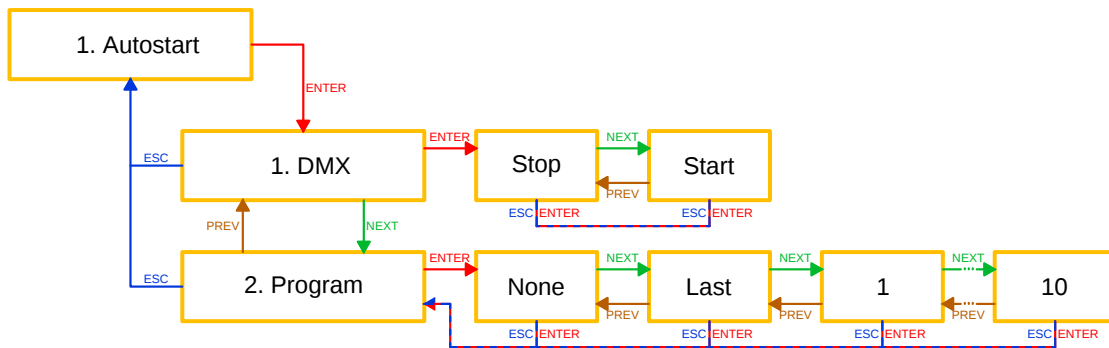 1. Autostart
ENTER
ESC
1. DMX
ENTER
Stop
NEXT
PREV
Start
ESC ENTER
ESC ENTER
PREV
NEXT
ESC
2. Program
ENTER
None
NEXT
PREV
Last
NEXT
PREV
1
NEXT
PREV
10
ESC ENTER
ESC ENTER
ESC ENTER
ESC ENTER